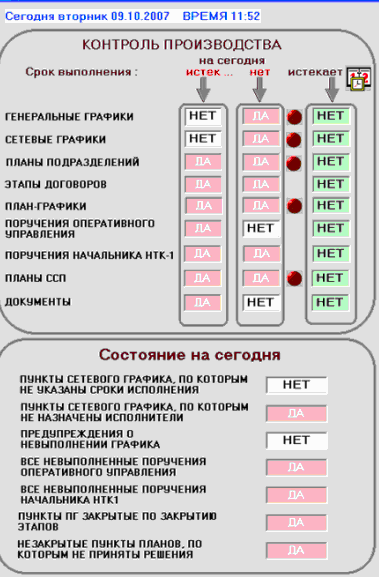 Сегодня вторник 09.10.2007 ВРЕМЯ 11:52
КОНТРОЛЬ ПРОИЗВОДСТВА
на сегодня
Срок выполнения : истек ... нет истекает
ГЕНЕРАЛЬНЫЕ ГРАФИКИ НЕТ ДА НЕТ
СЕТЕВЫЕ ГРАФИКИ НЕТ ДА НЕТ
ПЛАНЫ ПОДРАЗДЕЛЕНИЙ ДА ДА НЕТ
ЭТАПЫ ДОГОВОРОВ ДА ДА НЕТ
ПЛАН-ГРАФИКИ ДА ДА НЕТ
ПОРУЧЕНИЯ ОПЕРАТИВНОГО
УПРАВЛЕНИЯ ДА НЕТ НЕТ
ПОРУЧЕНИЯ НАЧАЛЬНИКА НТК-1 ДА ДА НЕТ
ПЛАНЫ ССП ДА ДА НЕТ
ДОКУМЕНТЫ ДА НЕТ НЕТ
Состояние на сегодня
ПУНКТЫ СЕТЕВОГО ГРАФИКА, ПО КОТОРЫМ
НЕ УКАЗАНЫ СРОКИ ИСПОЛНЕНИЯ НЕТ
ПУНКТЫ СЕТЕВОГО ГРАФИКА, ПО КОТОРЫМ
НЕ НАЗНАЧЕНЫ ИСПОЛНИТЕЛИ ДА
ПРЕДУПРЕЖДЕНИЯ О
НЕВЫПОЛНЕНИИ ГРАФИКА НЕТ
ВСЕ НЕВЫПОЛНЕННЫЕ ПОРУЧЕНИЯ
ОПЕРАТИВНОГО УПРАВЛЕНИЯ ДА
ВСЕ НЕВЫПОЛНЕННЫЕ ПОРУЧЕНИЯ
НАЧАЛЬНИКА НТК1 ДА
ПУНКТЫ ПГ ЗАКРЫТЫЕ ПО ЗАКРЫТИЮ
ЭТАПОВ ДА
НЕЗАКРЫТЫЕ ПУНКТЫ ПЛАНОВ, ПО
КОТОРЫМ НЕ ПРИНЯТЫ РЕШЕНИЯ ДА